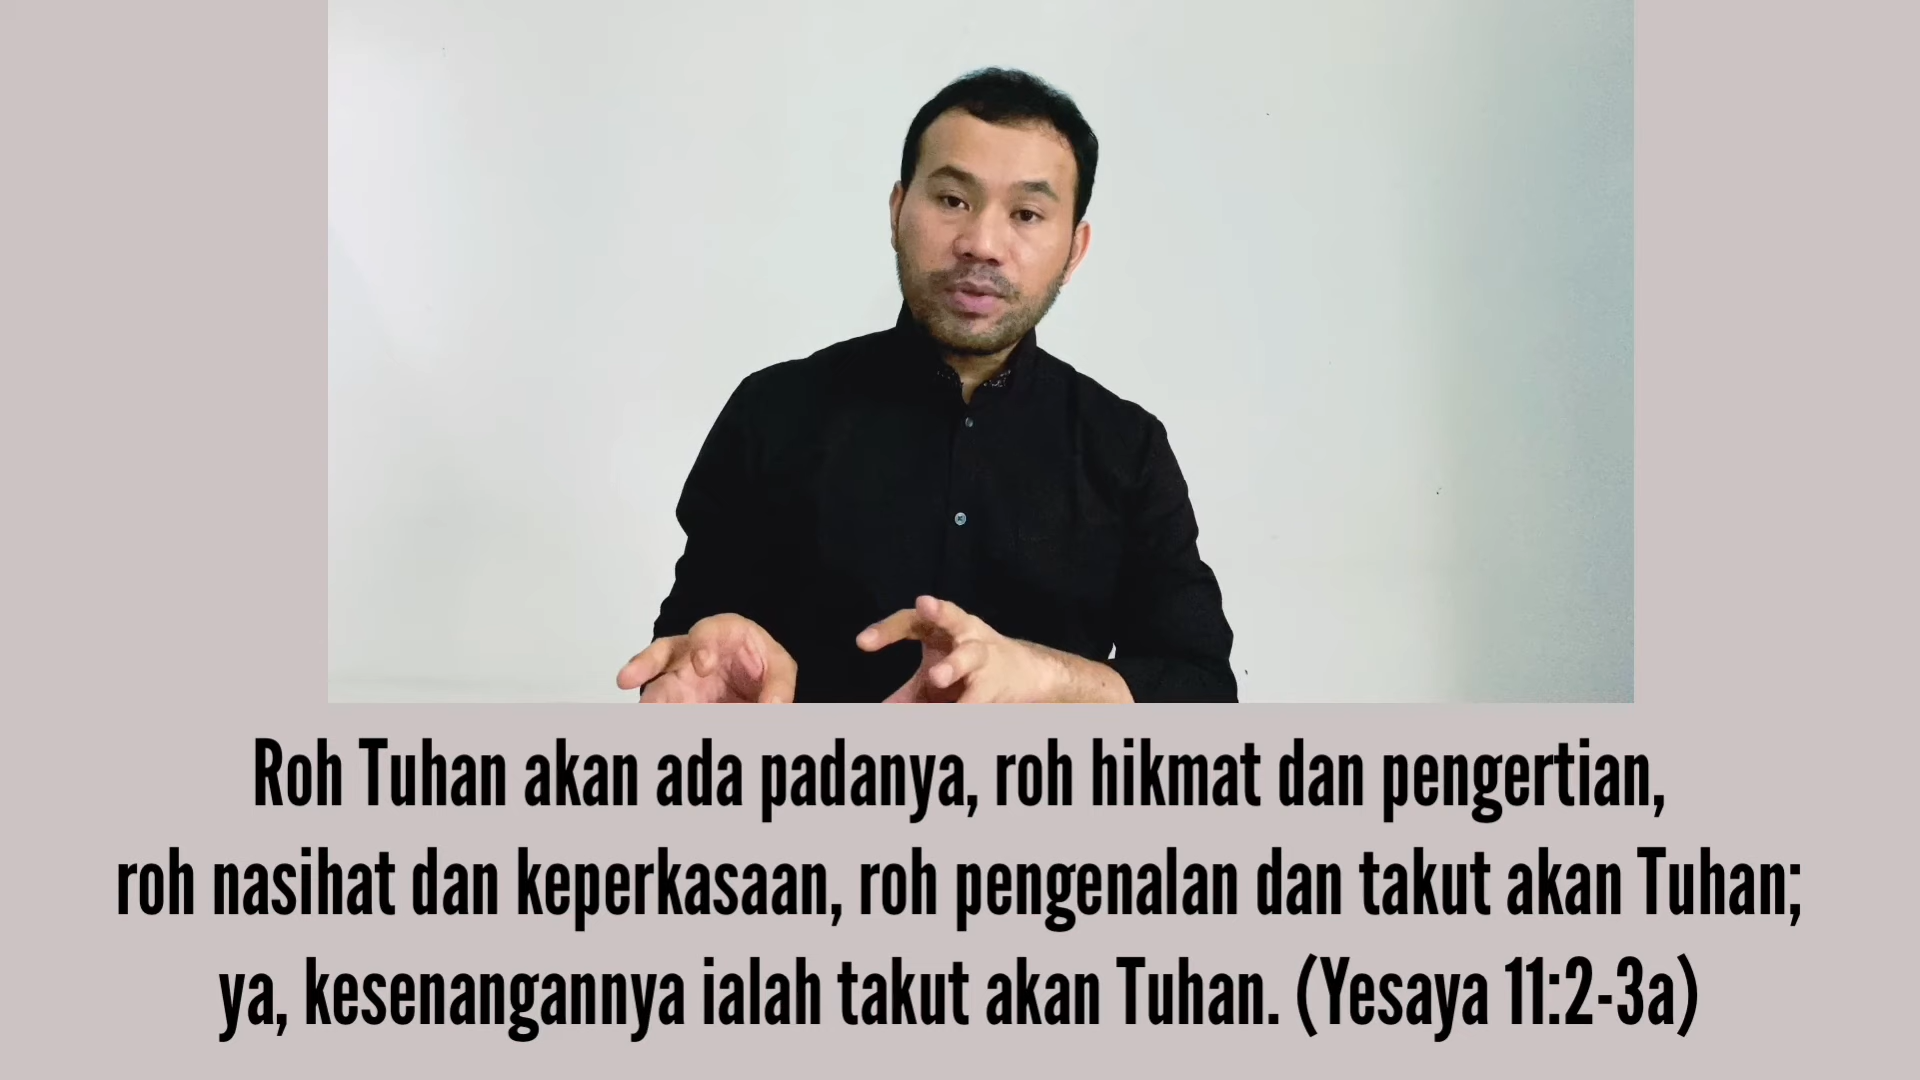 Roh Tuhan akan ada padanya, roh hikmat dan pengertian,
roh nasihat dan keperkasaan, roh pengenalan dan takut akan Tuhan;
ya, kesenangannya ialah takut akan Tuhan. (Yesaya 11:2-3a)